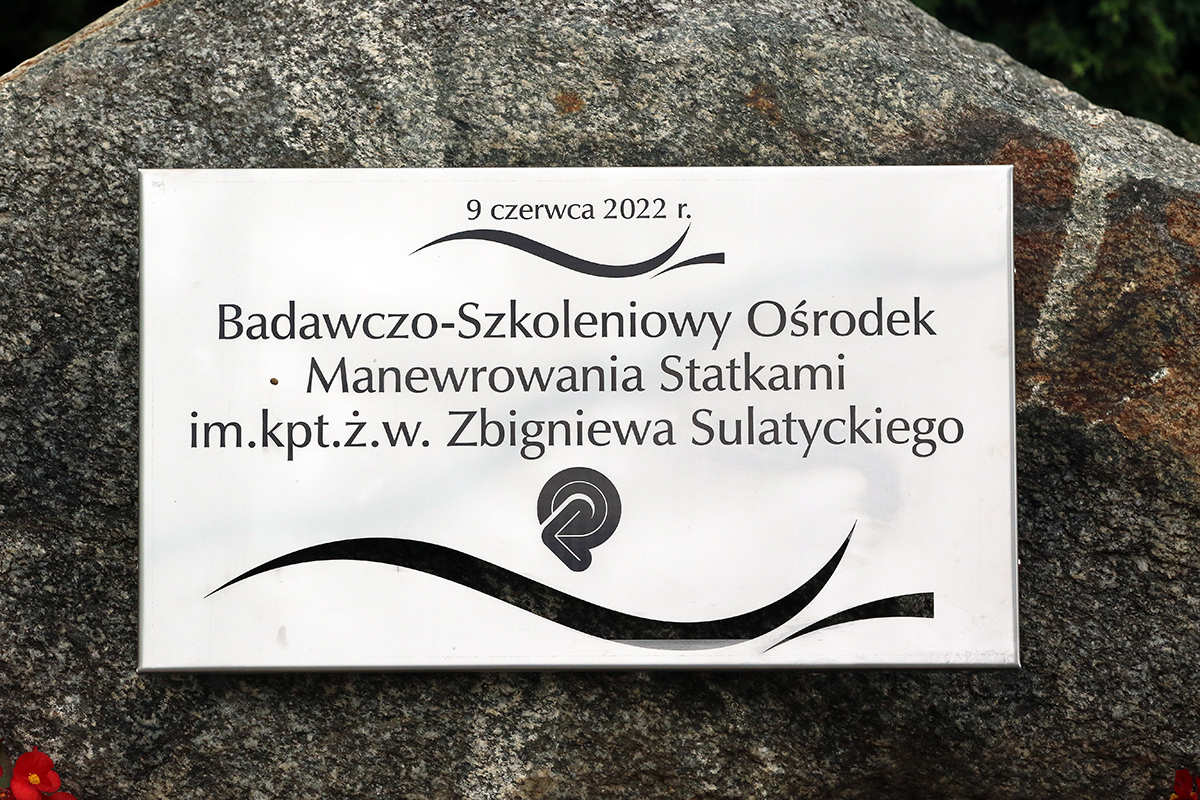 9 czerwca 2022 r.
Badawczo-Szkoleniowy Ośrodek
Manewrowania Statkami
im.kpt.ż.w. Zbigniewa Sulatyckiego